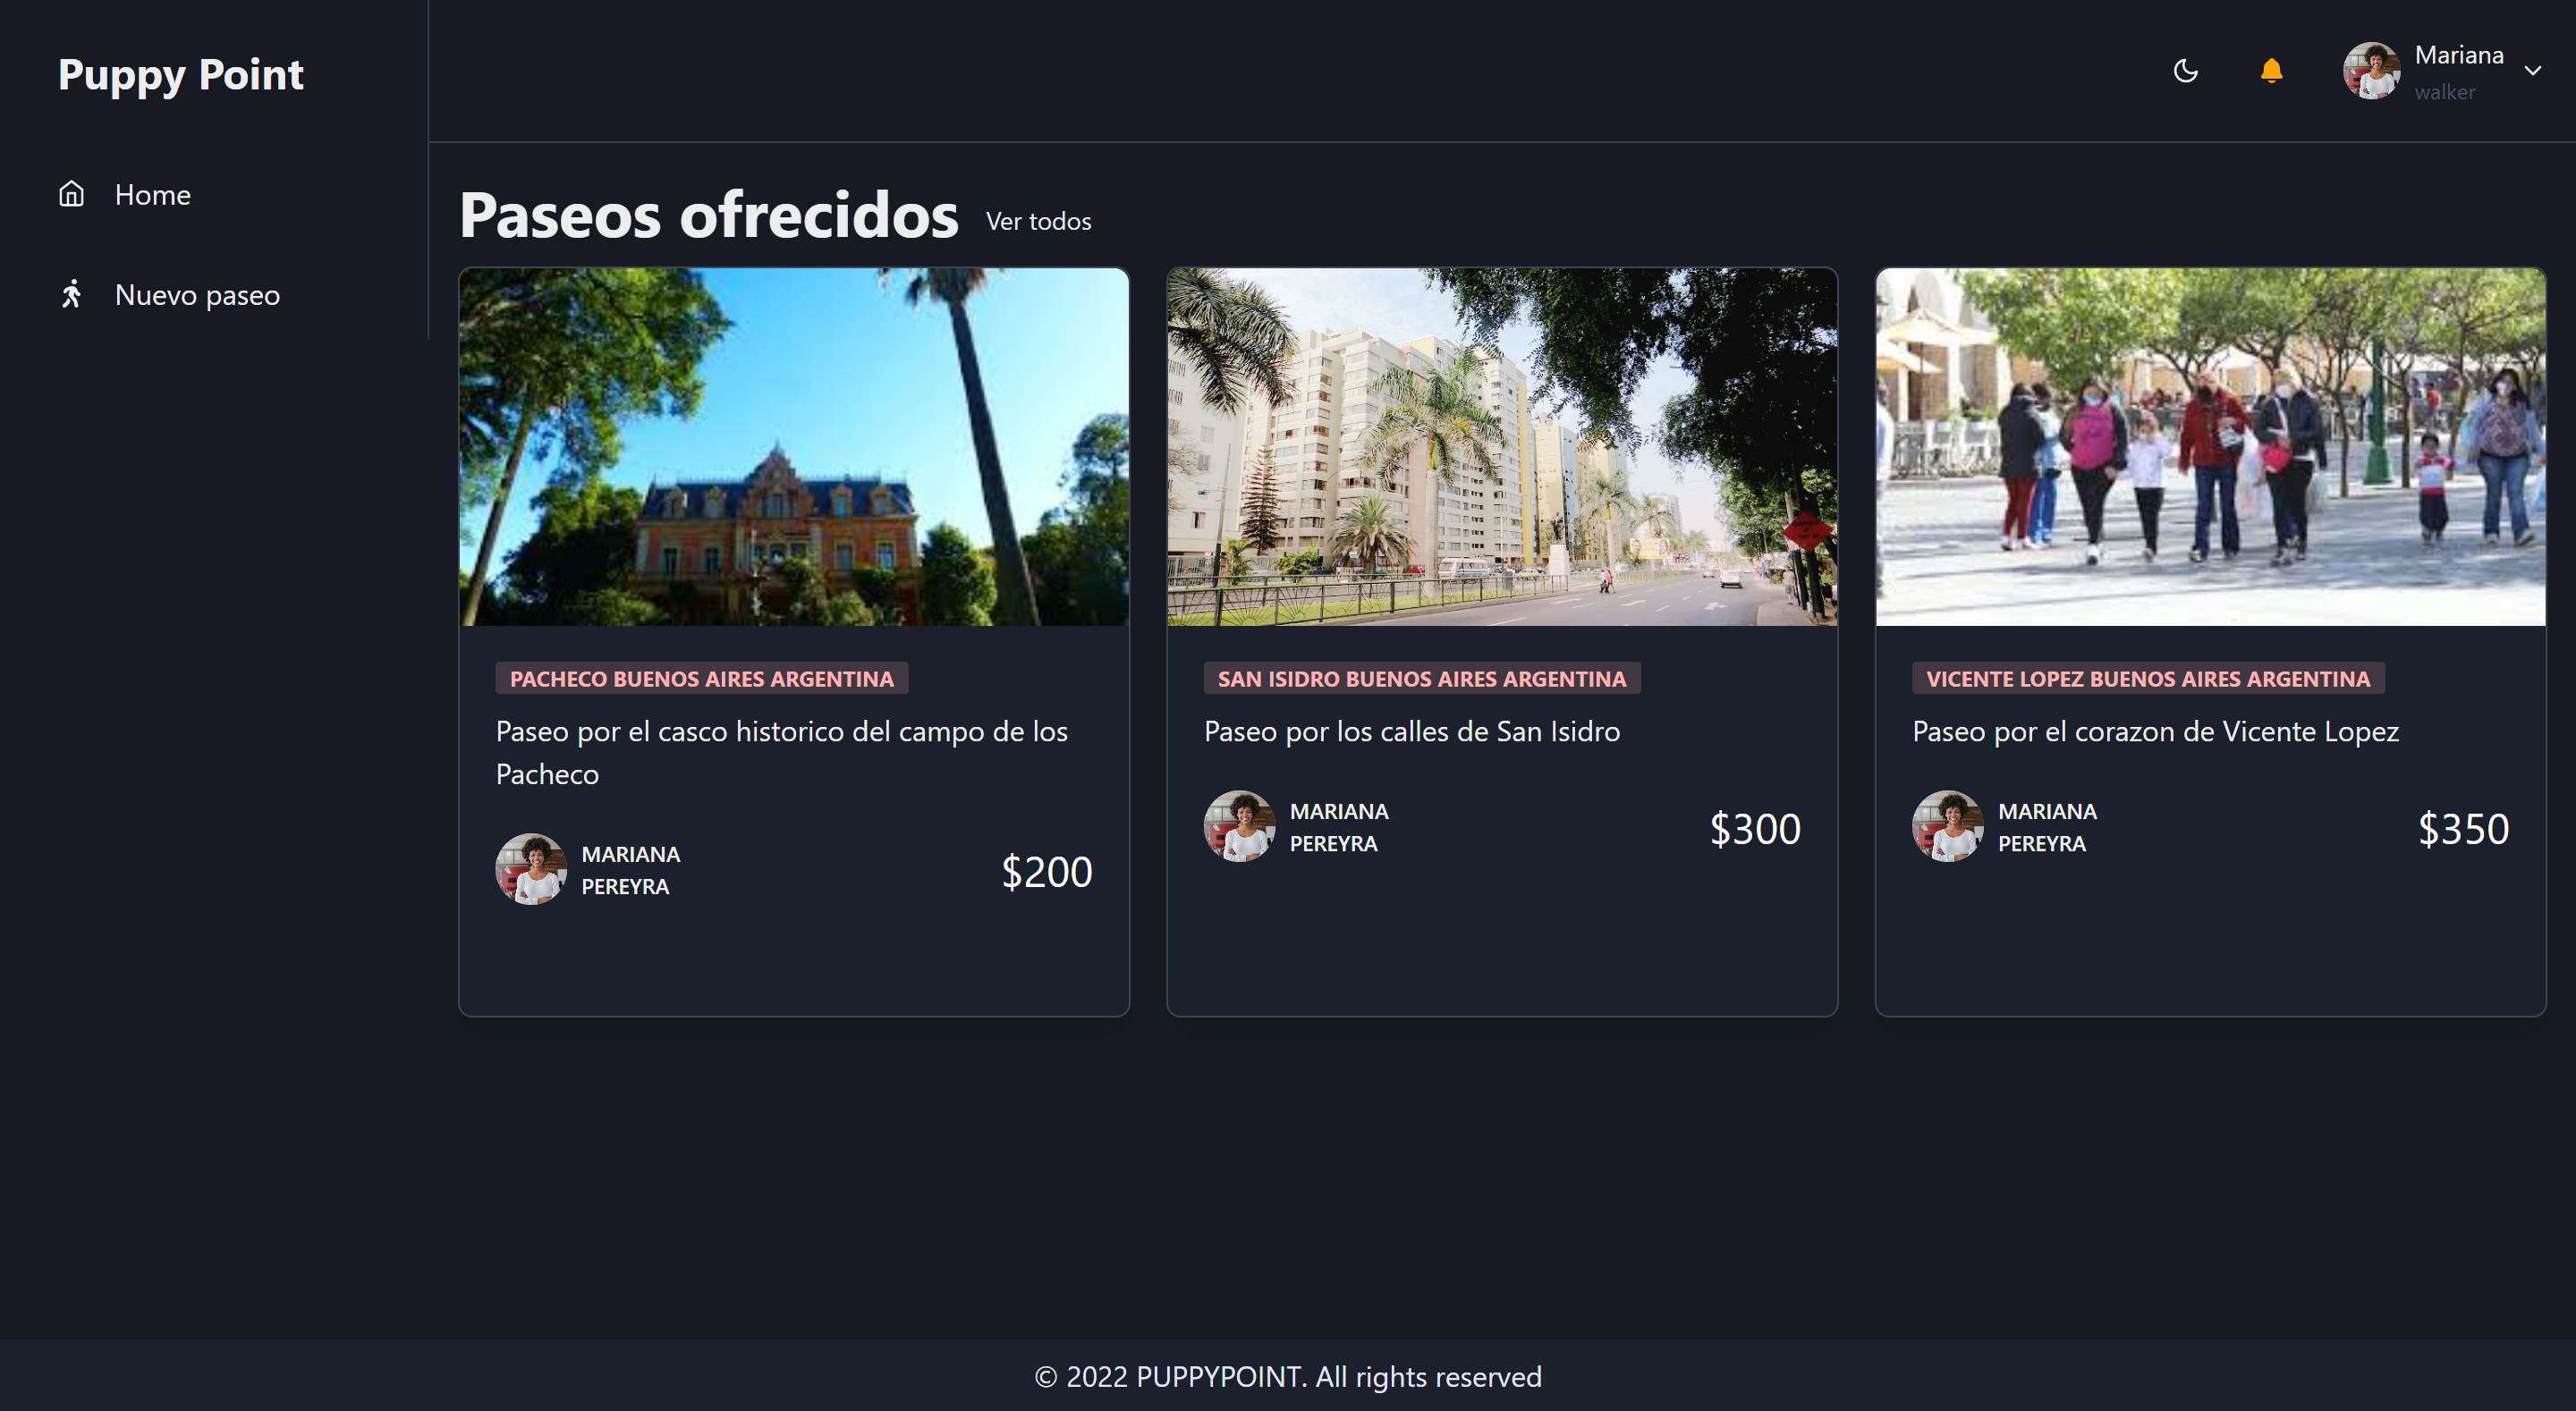 Puppy Point
Mariana
walker
Home
Nuevo paseo
Paseos ofrecidos
Ver todos
PACHECO BUENOS AIRES ARGENTINA
Paseo por el casco historico del campo de los
Pacheco
MARIANA
PEREYRA
$200
SAN ISIDRO BUENOS AIRES ARGENTINA
Paseo por los calles de San Isidro
MARIANA
PEREYRA
$300
VICENTE LOPEZ BUENOS AIRES ARGENTINA
Paseo por el corazon de Vicente Lopez
MARIANA
PEREYRA
$350
© 2022 PUPPYPOINT. All rights reserved